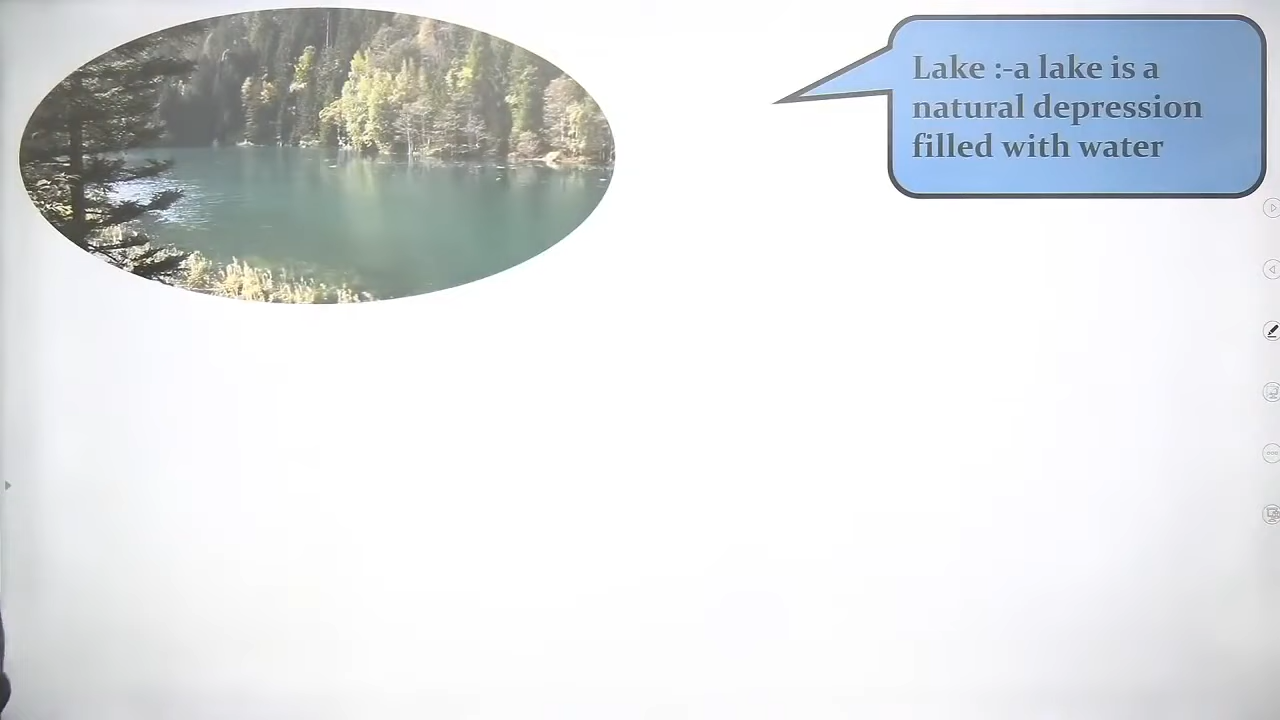 Lake :-a lake is a
natural depression
filled with water